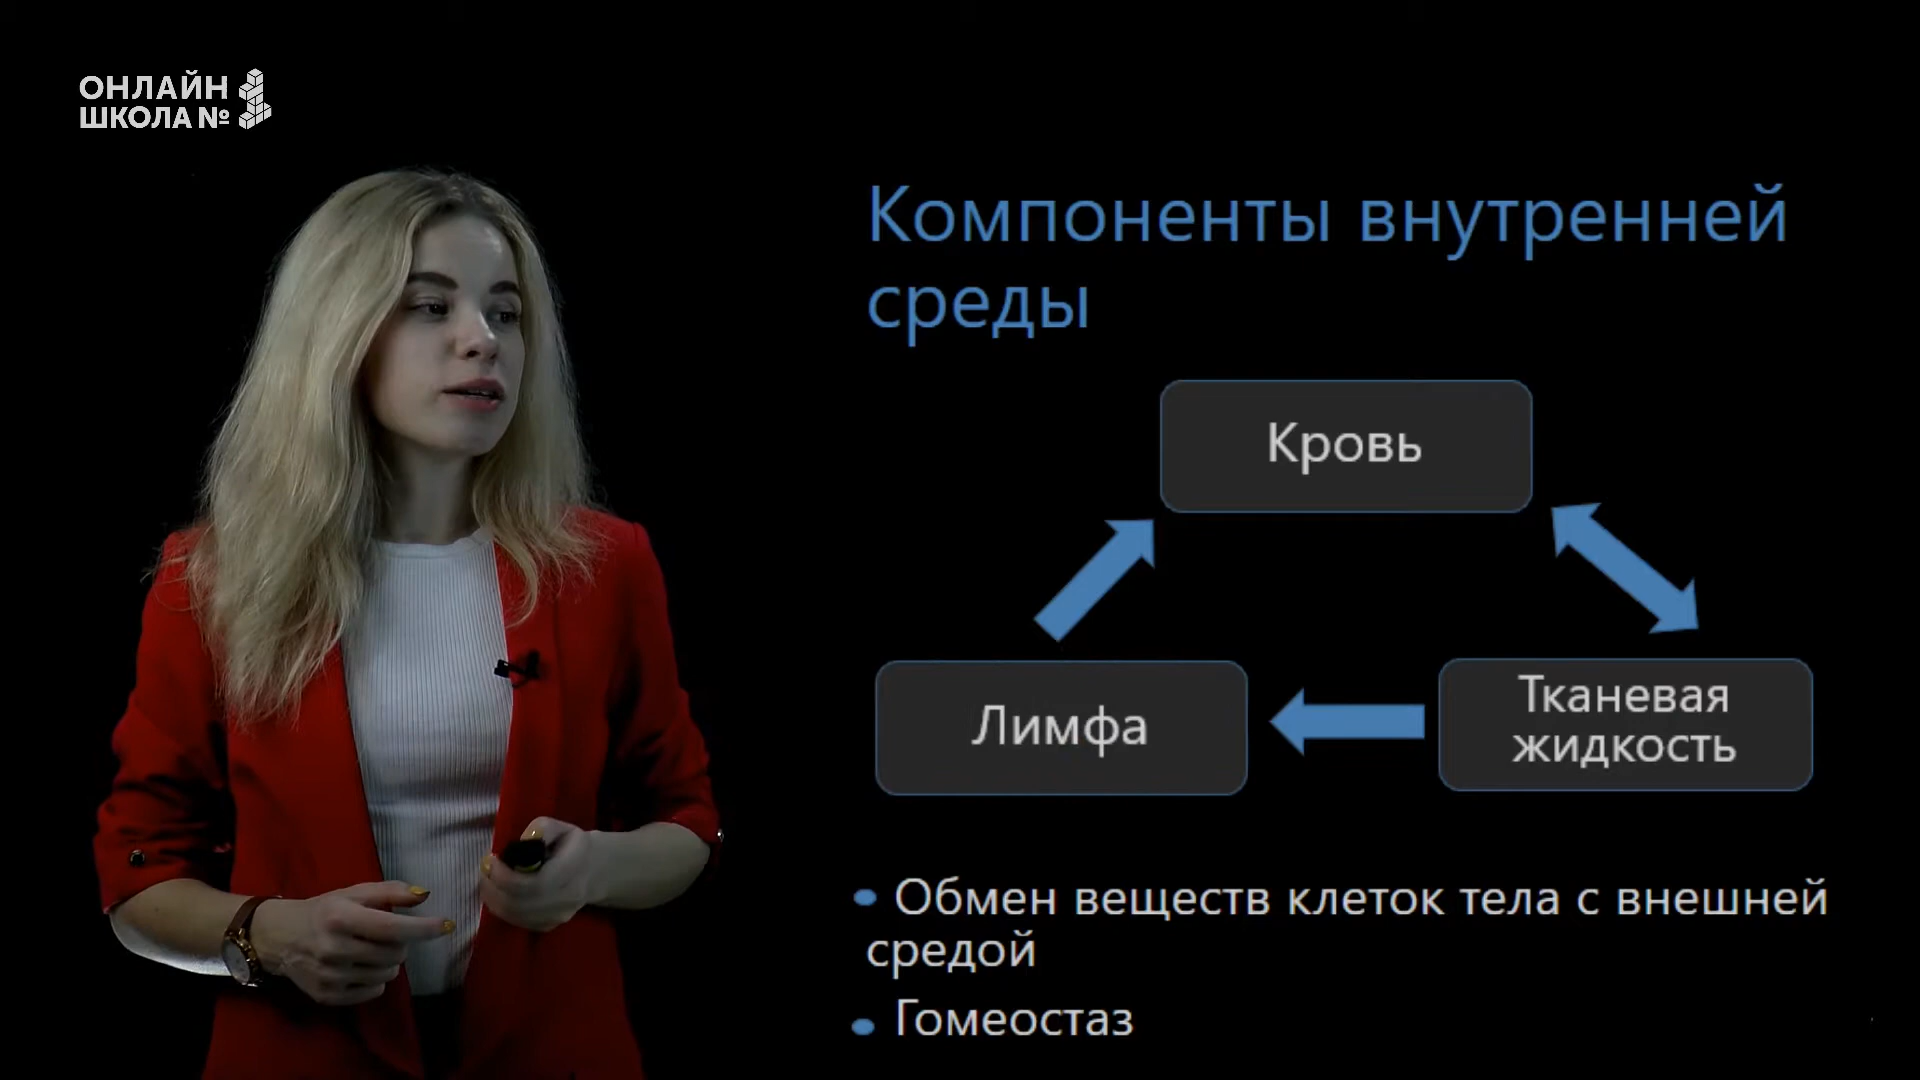 ОНЛАЙН
ШКОЛА №
Компоненты внутренней
среды
Кровь
Лимфа
Тканевая
жидкость
Обмен веществ клеток тела с внешней
средой
Гомеостаз